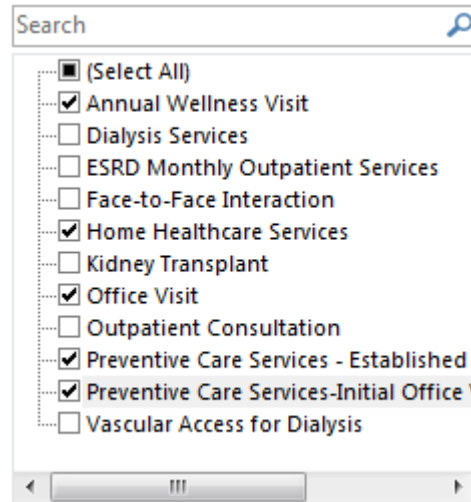 Search
(Select All)
Annual Wellness Visit
Dialysis Services
ESRD Monthly Outpatient Services
Face-to-Face Interaction
Home Healthcare Services
Kidney Transplant
Office Visit
Outpatient Consultation
Preventive Care Services - Established
Preventive Care Services-Initial Office
Vascular Access for Dialysis